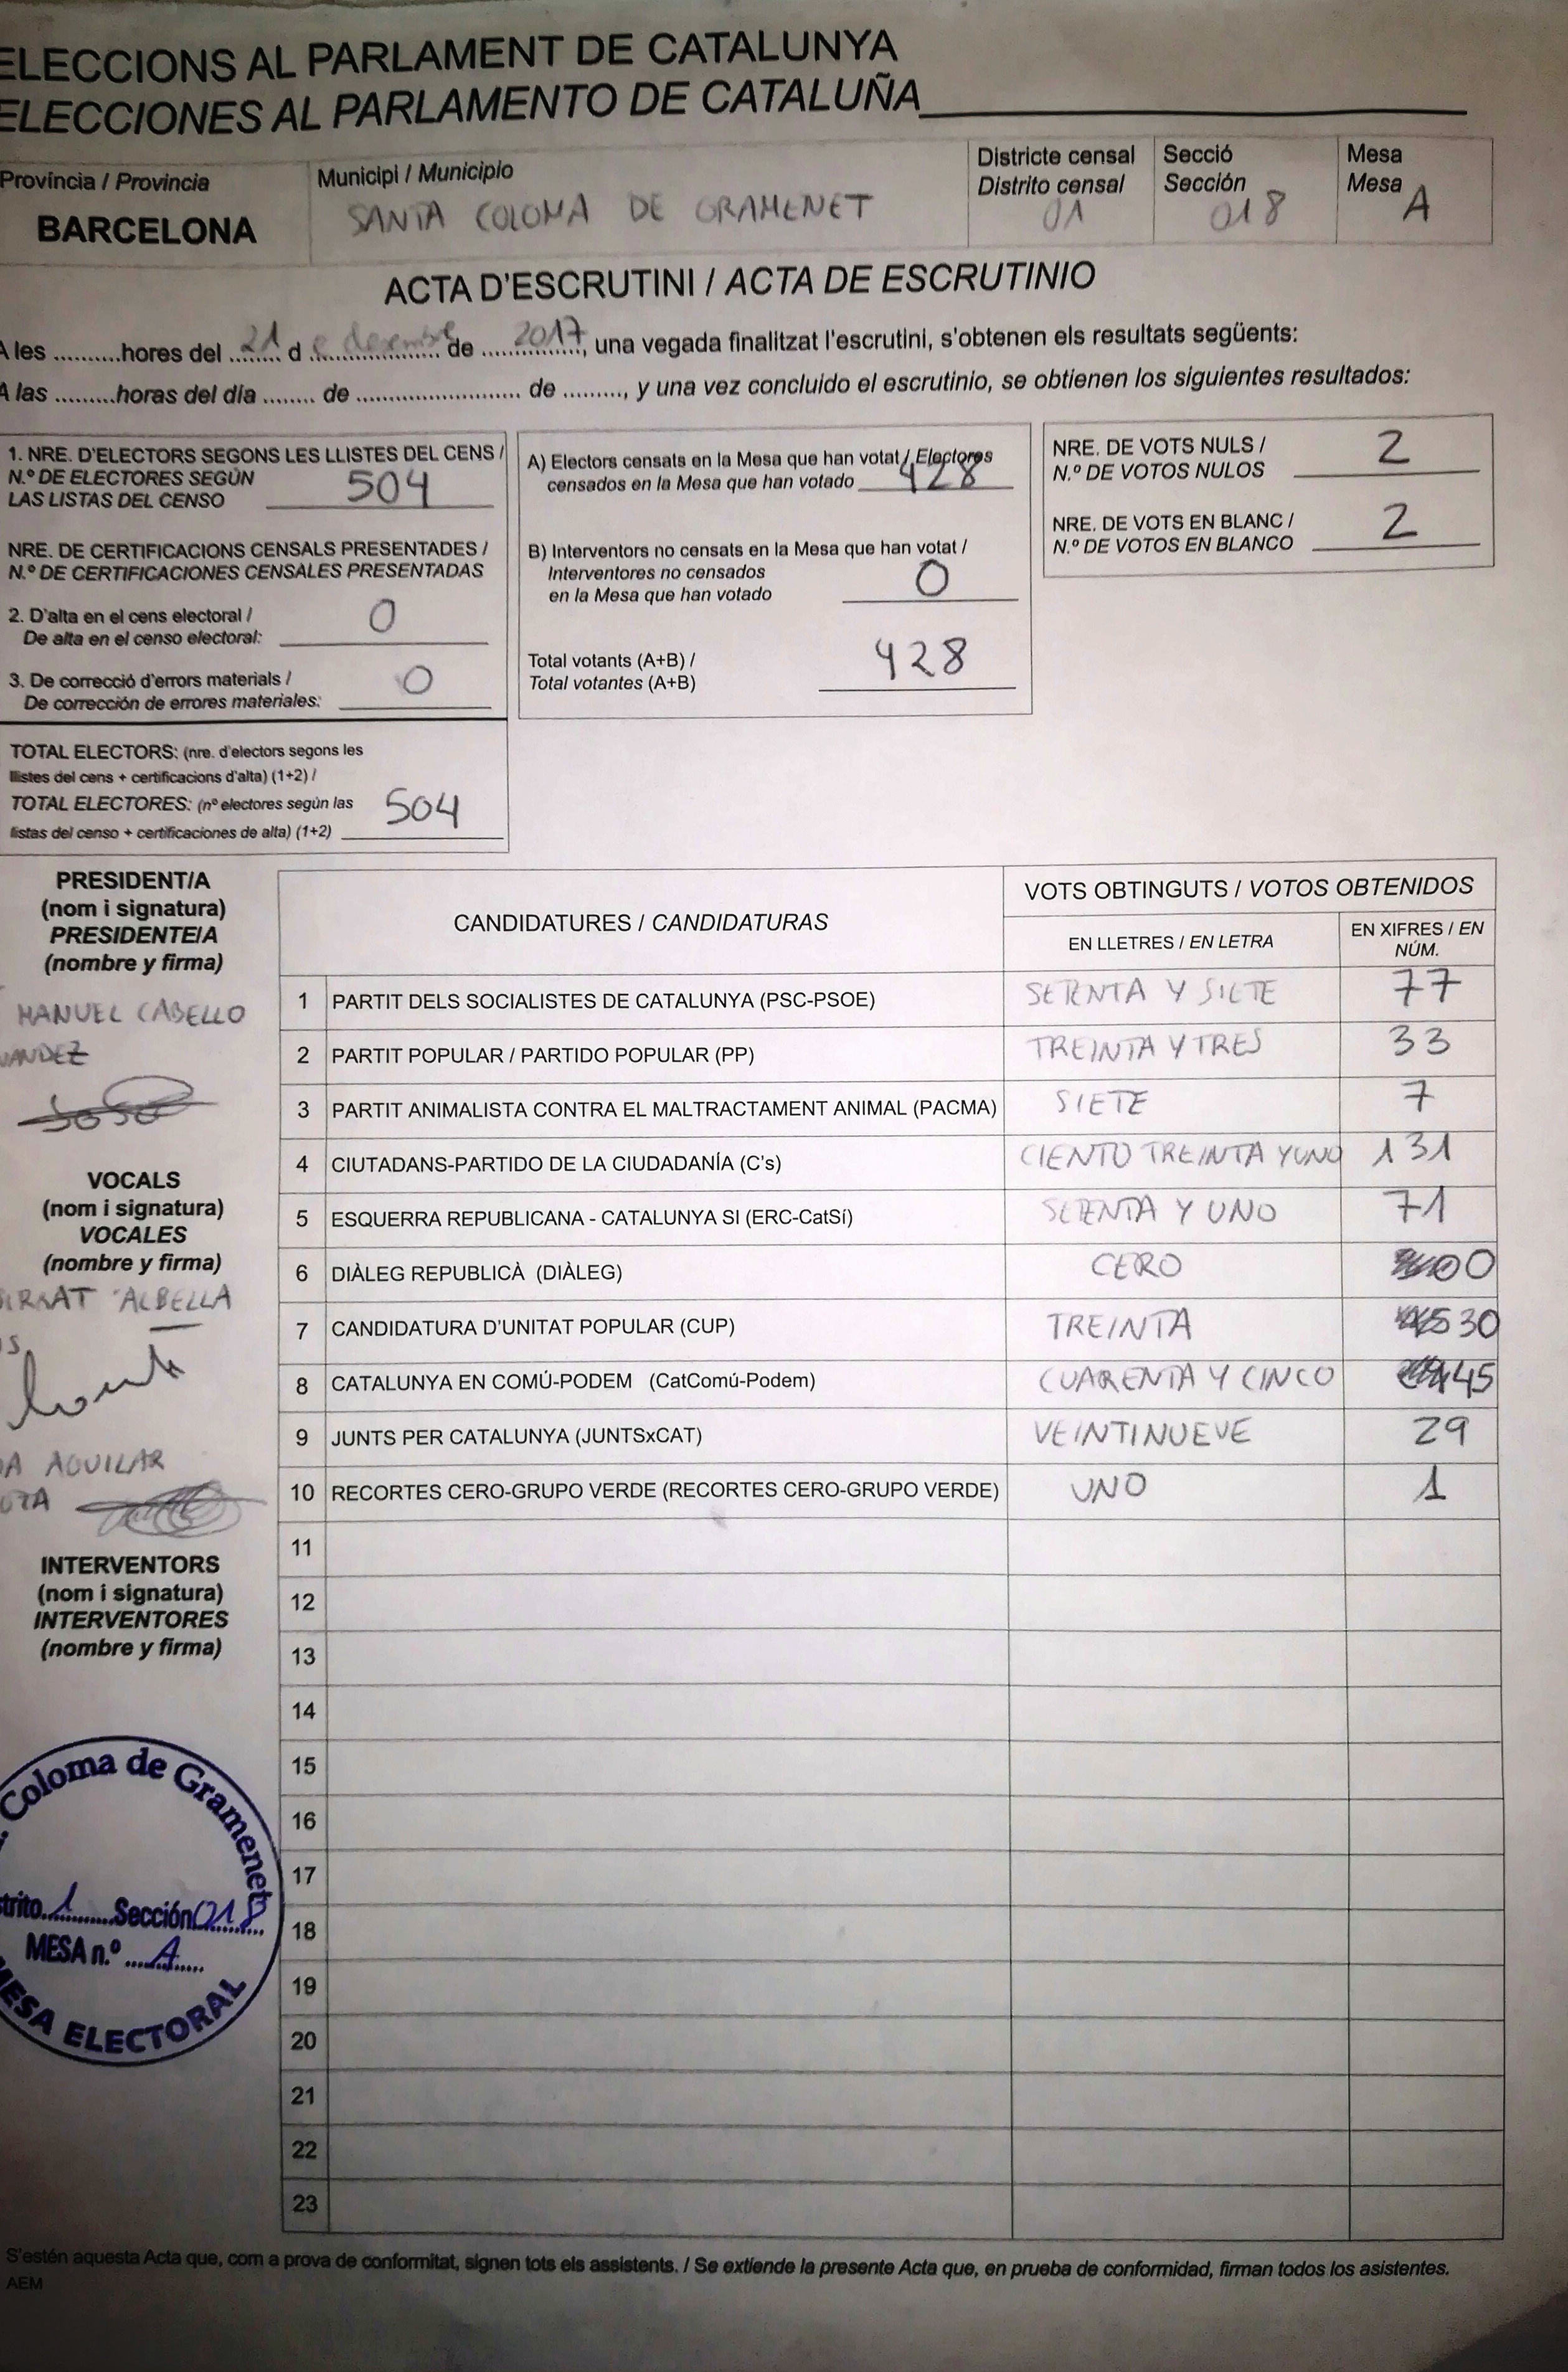 ELECCIONS AL PARLAMENT DE CATALUNYA
ELECCIONES AL PARLAMENTO DE CATALUÑA
Província / Provincia
BARCELONA
Municipi / Municipio
SANTA COLOMA DE GRAMENET
Districte censal
Distrito censal
01
Secció
Sección
018
Mesa
Mesa
A
ACTA D'ESCRUTINI / ACTA DE ESCRUTINIO
A les ..........hores del 21 de desembre de 2017, una vegada finalitzat l'escrutini, s'obtenen els resultats següents:
A las .........horas del día ........ de ........................ de ........., y una vez concluido el escrutinio, se obtienen los siguientes resultados:
1. NRE. D'ELECTORS SEGONS LES LLISTES DEL CENS /
N.º DE ELECTORES SEGÚN
LAS LISTAS DEL CENSO 504
NRE. DE CERTIFICACIONS CENSALS PRESENTADES /
N.º DE CERTIFICACIONES CENSALES PRESENTADAS
2. D'alta en el cens electoral /
De alta en el censo electoral: 0
3. De correcció d'errors materials /
De corrección de errores materiales: 0
TOTAL ELECTORS: (nre. d'electors segons les
llistes del cens + certificacions d'alta) (1+2) /
TOTAL ELECTORES: (nº electores según las
listas del censo + certificaciones de alta) (1+2) 504
A) Electors censats en la Mesa que han votat / Electores
censados en la Mesa que han votado 428
B) Interventors no censats en la Mesa que han votat /
Interventores no censados
en la Mesa que han votado 0
Total votants (A+B) /
Total votantes (A+B) 428
NRE. DE VOTS NULS /
N.º DE VOTOS NULOS 2
NRE. DE VOTS EN BLANC /
N.º DE VOTOS EN BLANCO 2
PRESIDENT/A
(nom i signatura)
PRESIDENTE/A
(nombre y firma)
MANUEL CABELLO
NANDEZ
VOCALS
(nom i signatura)
VOCALES
(nombre y firma)
ALBELLA
AGUILAR
INTERVENTORS
(nom i signatura)
INTERVENTORES
(nombre y firma)
CANDIDATURES / CANDIDATURAS
VOTS OBTINGUTS / VOTOS OBTENIDOS
EN LLETRES / EN LETRA
EN XIFRES / EN
NÚM.
1 PARTIT DELS SOCIALISTES DE CATALUNYA (PSC-PSOE) SETENTA Y SIETE 77
2 PARTIT POPULAR / PARTIDO POPULAR (PP) TREINTA Y TRES 33
3 PARTIT ANIMALISTA CONTRA EL MALTRACTAMENT ANIMAL (PACMA) SIETE 7
4 CIUTADANS-PARTIDO DE LA CIUDADANÍA (C's) CIENTO TREINTA Y UNO 131
5 ESQUERRA REPUBLICANA - CATALUNYA SI (ERC-CatSí) SETENTA Y UNO 71
6 DIÀLEG REPUBLICÀ (DIÀLEG) CERO 0
7 CANDIDATURA D'UNITAT POPULAR (CUP) TREINTA 30
8 CATALUNYA EN COMÚ-PODEM (CatComú-Podem) CUARENTA Y CINCO 45
9 JUNTS PER CATALUNYA (JUNTSxCAT) VEINTINUEVE 29
10 RECORTES CERO-GRUPO VERDE (RECORTES CERO-GRUPO VERDE) UNO 1
11
12
13
14
15
16
17
18
19
20
21
22
23
Coloma de Gramenet
trito 1 Sección 018
MESA n.º A
MESA ELECTORAL
S'estén aquesta Acta que, com a prova de conformitat, signen tots els assistents. / Se extiende la presente Acta que, en prueba de conformidad, firman todos los asistentes.
AEM